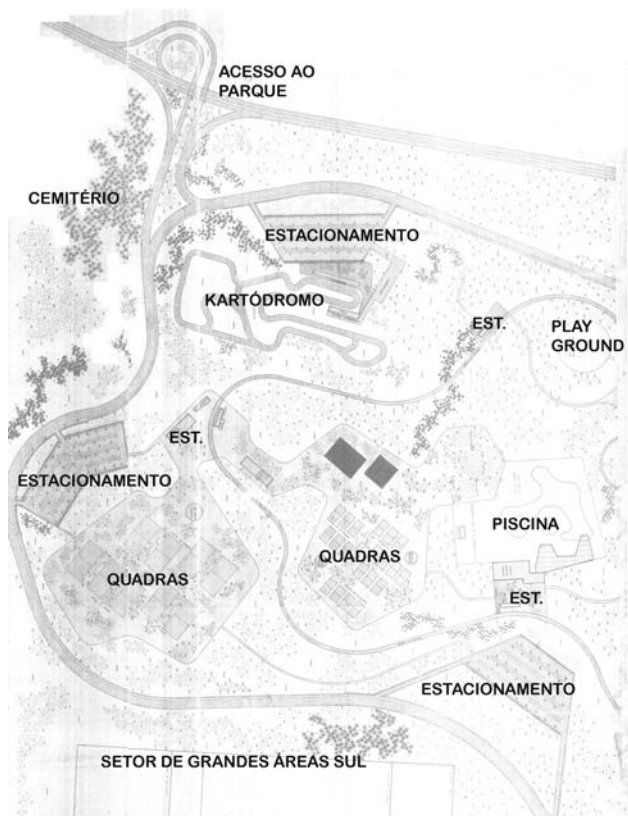 ACESSO AO
PARQUE
CEMITÉRIO
ESTACIONAMENTO
KARTÓDROMO
EST.
PLAY
GROUND
EST.
ESTACIONAMENTO
PISCINA
QUADRAS
QUADRAS
EST.
ESTACIONAMENTO
SETOR DE GRANDES ÁREAS SUL